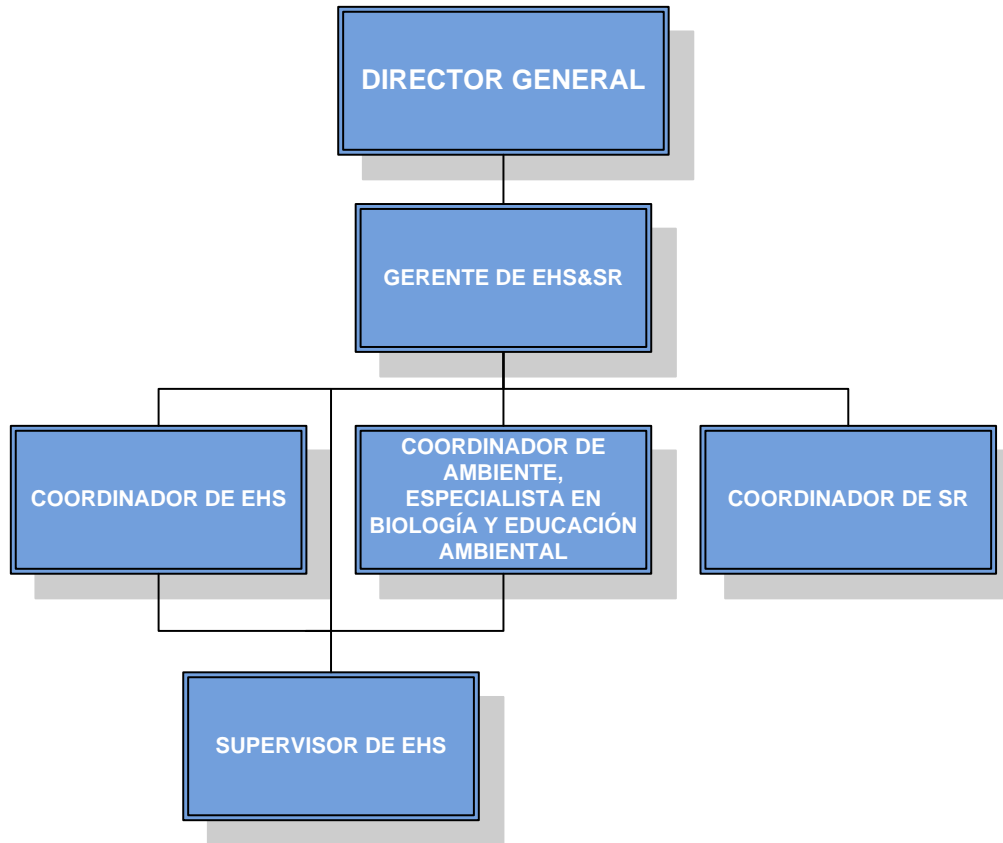 DIRECTOR GENERAL
GERENTE DE EHS&SR
COORDINADOR DE EHS
COORDINADOR DE
AMBIENTE,
ESPECIALISTA EN
BIOLOGÍA Y EDUCACIÓN
AMBIENTAL
COORDINADOR DE SR
SUPERVISOR DE EHS